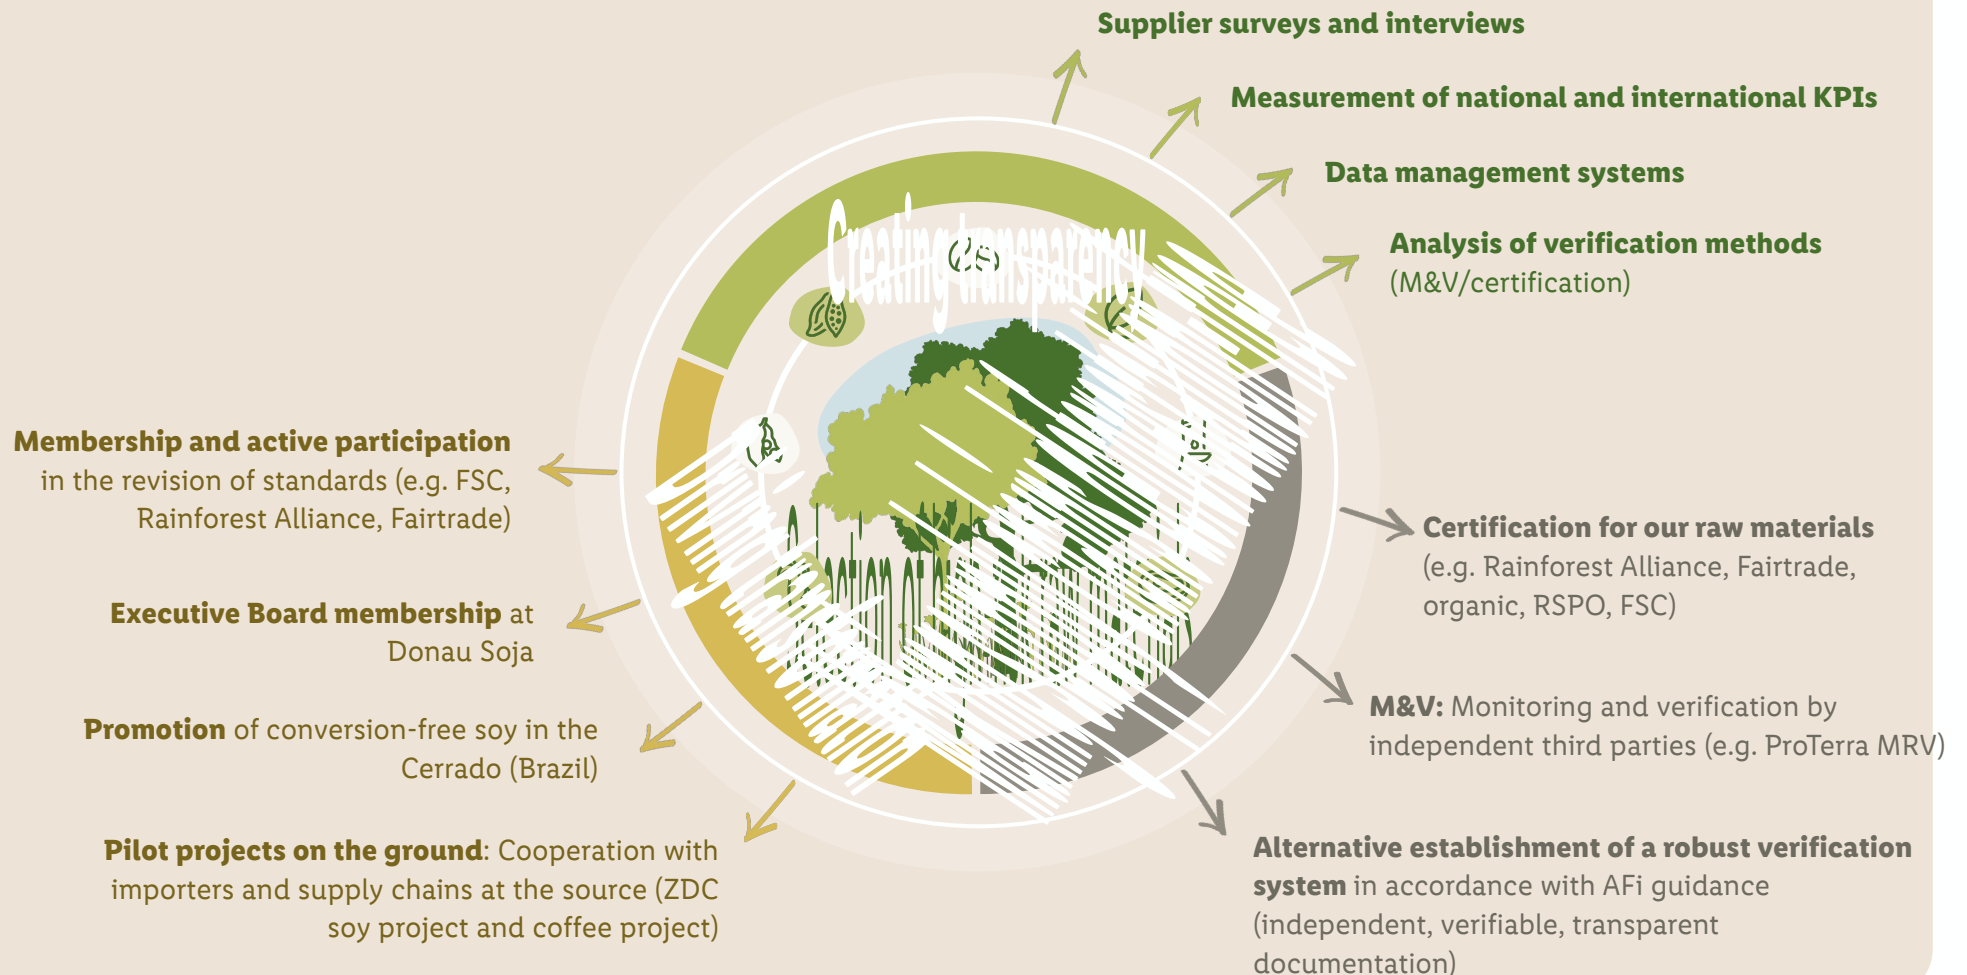 Supplier surveys and interviews
Measurement of national and international KPIs
Data management systems
Analysis of verification methods
(M&V/certification)
Creating transparency
Membership and active participation
in the revision of standards (e.g. FSC,
Rainforest Alliance, Fairtrade)
Executive Board membership at
Donau Soja
Promotion of conversion-free soy in the
Cerrado (Brazil)
Pilot projects on the ground: Cooperation with
importers and supply chains at the source (ZDC
soy project and coffee project)
Certification for our raw materials
(e.g. Rainforest Alliance, Fairtrade,
organic, RSPO, FSC)
M&V: Monitoring and verification by
independent third parties (e.g. ProTerra MRV)
Alternative establishment of a robust verification
system in accordance with AFi guidance
(independent, verifiable, transparent
documentation)